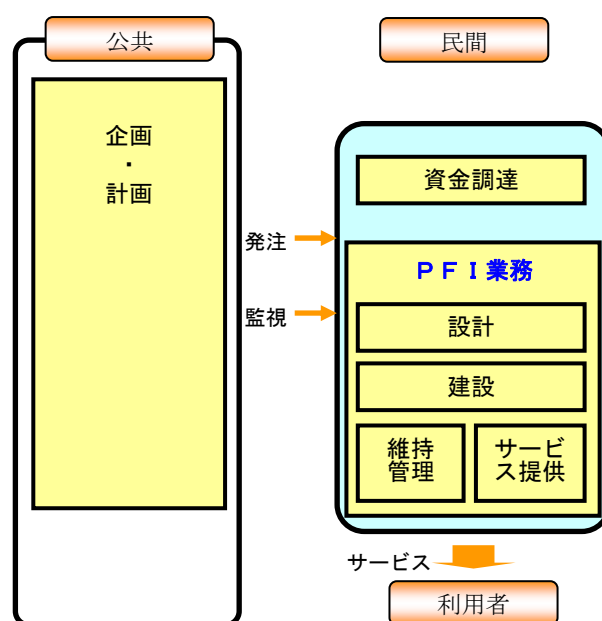 公共
民間
企画
・
計画
資金調達
発注
ＰＦＩ業務
監視
設計
建設
維持
管理
サービ
ス提供
サービス
利用者